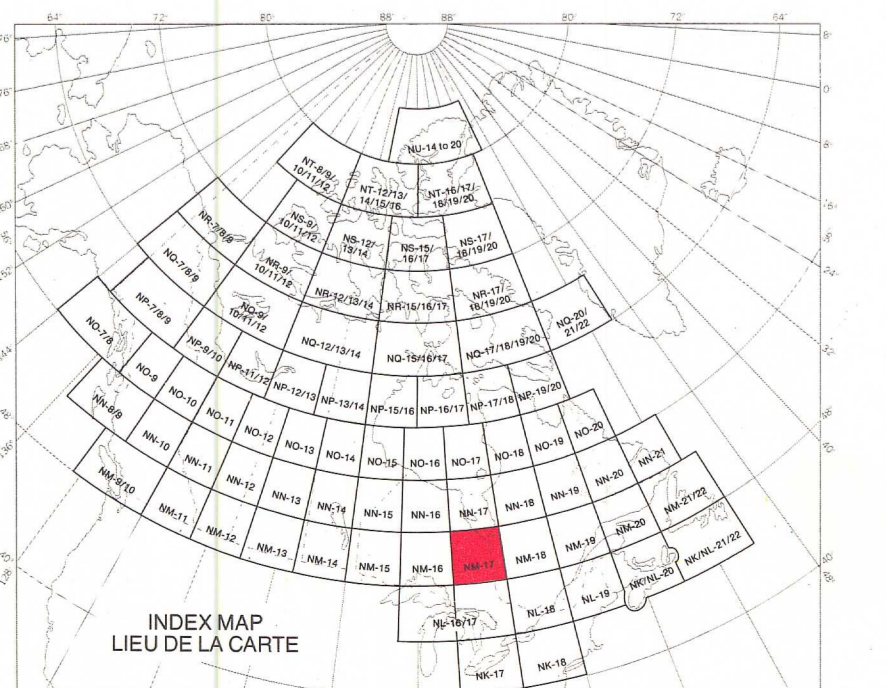 64° 72° 80° 88° 88° 80° 72° 64°
NU-14 to 20
NT-8/9/
10/11/12
NT-12/13/
14/15/16
NT-16/17/
18/19/20
NS-9/
10/11/12
NS-12/
13/14
NS-15/
16/17
NS-17/
18/19/20
NR-7/8/9
NR-9/
10/11/12
NR-12/13/14
NR-15/16/17
NR-17/
18/19/20
NQ-7/8/9
NQ-9/
10/11/12
NQ-12/13/14
NQ-15/16/17
NQ-17/18/19/20
NQ-20/
21/22
NP-7/8/9
NP-9/10
NP-11/12
NP-12/13
NP-13/14
NP-15/16
NP-16/17
NP-17/18
NP-19/20
NO-7/8
NO-9
NO-10
NO-11
NO-12
NO-13
NO-14
NO-15
NO-16
NO-17
NO-18
NO-19
NO-20
NN-8/9
NN-10
NN-11
NN-12
NN-13
NN-14
NN-15
NN-16
NN-17
NN-18
NN-19
NN-20
NN-21
NM-9/10
NM-11
NM-12
NM-13
NM-14
NM-15
NM-16
NM-17
NM-18
NM-19
NM-20
NM-21/22
NL-16/17
NL-18
NL-19
NK/NL-20
NK/NL-21/22
NK-17
NK-18
136°
128°
48°
40°
40°
48°
INDEX MAP
LIEU DE LA CARTE